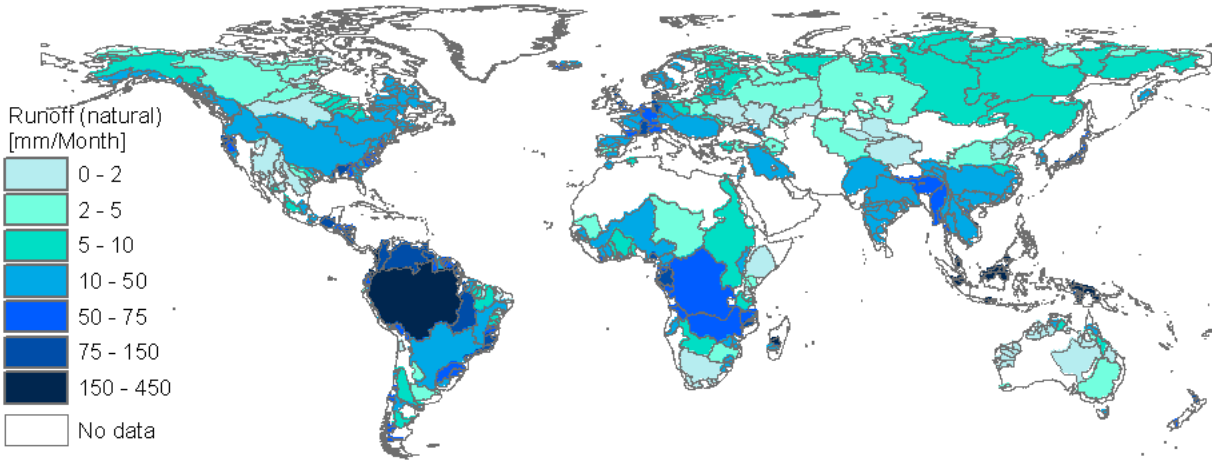 Runoff (natural)
[mm/Month]
0 - 2
2 - 5
5 - 10
10 - 50
50 - 75
75 - 150
150 - 450
No data